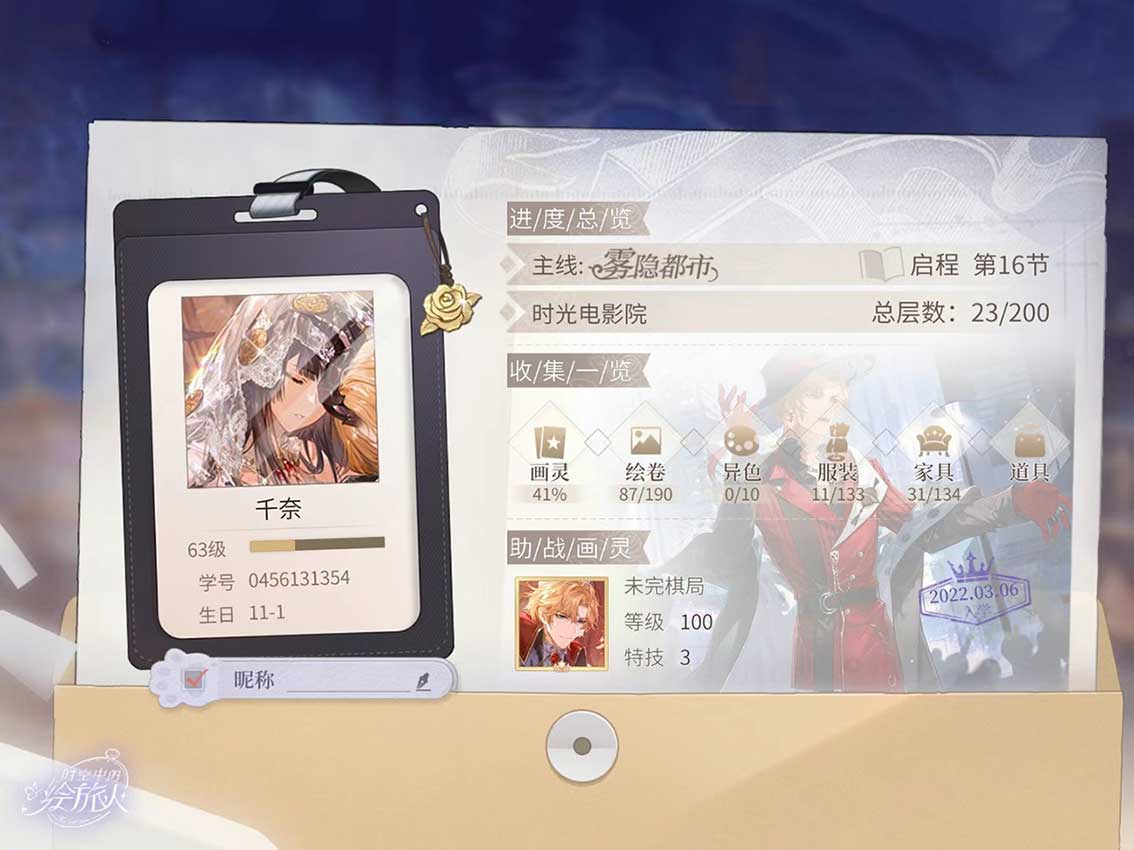 进/度/总/览
主线: 雾隐都市 启程 第16节
时光电影院 总层数: 23/200
收/集/一/览
画灵 绘卷 异色 服装 家具 道具
41% 87/190 0/10 11/133 31/134
助/战/画/灵
未完棋局
等级 100
特技 3
2022.03.06
入学
千奈
63级
学号 0456131354
生日 11-1
昵称
时空中的
绘旅人